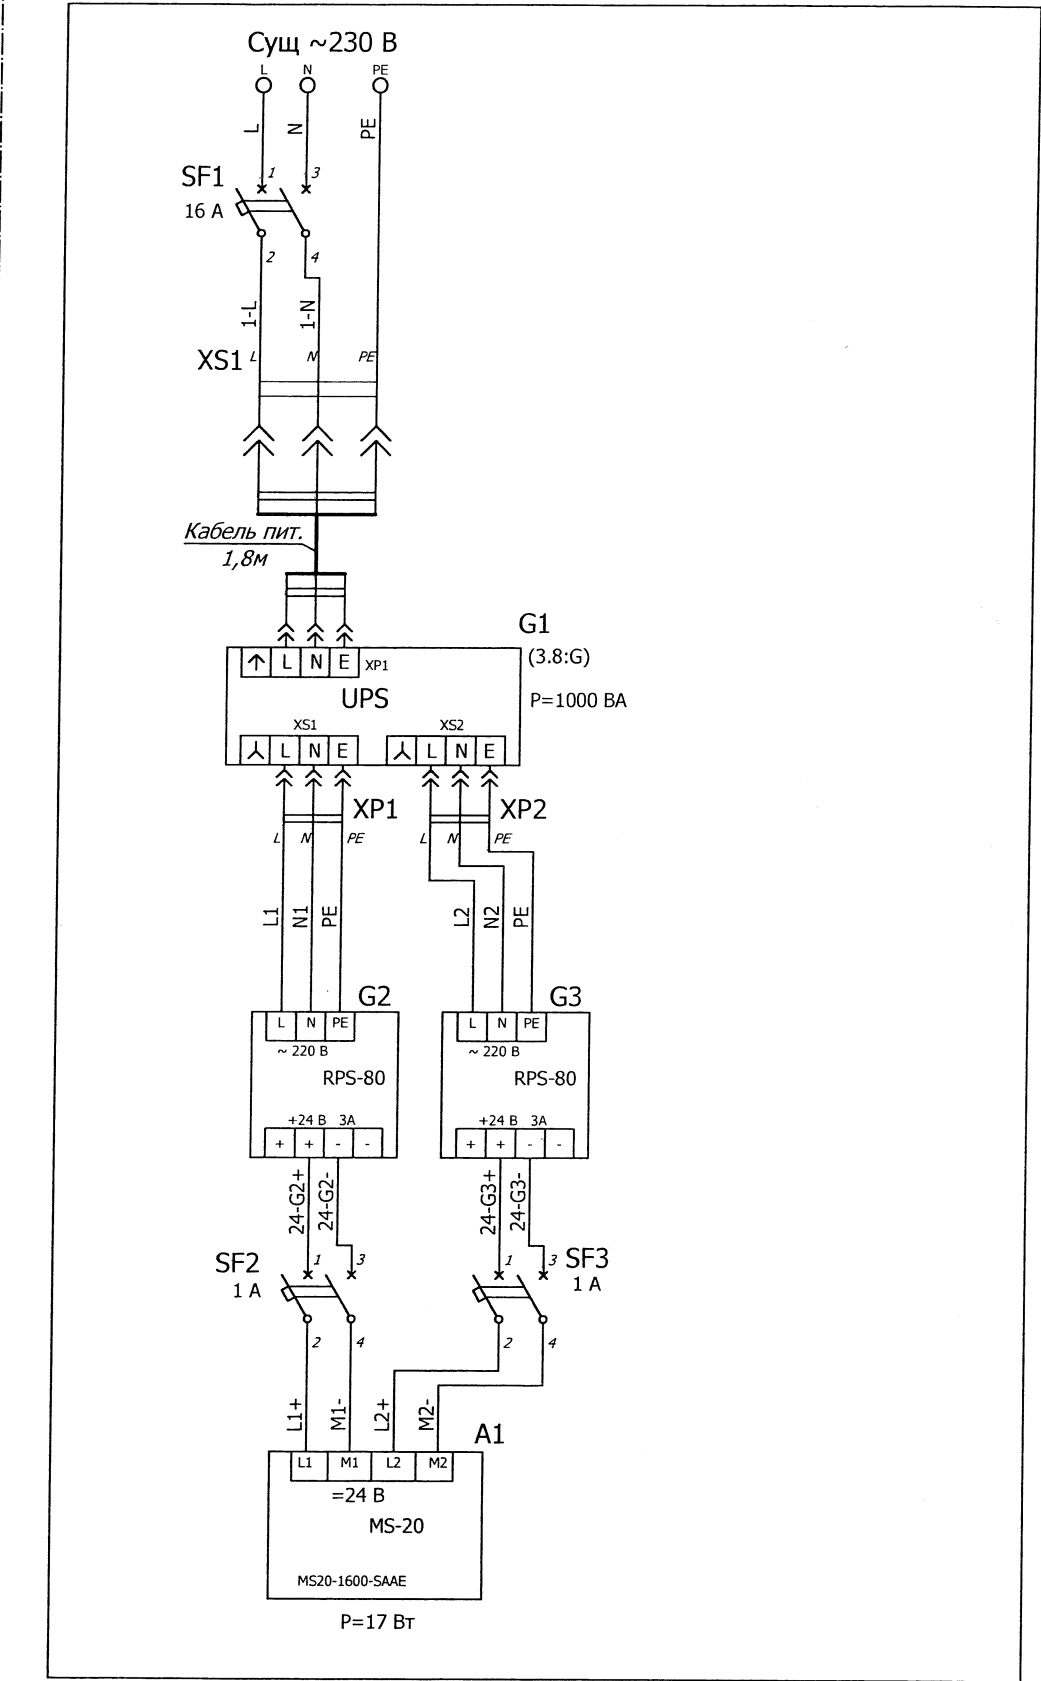 Сущ ~230 В
L N PE
L N PE
SF1 1 3
16 А
2 4
1-L 1-N
XS1 L N PE
Кабель пит.
1,8м
G1
(3.8:G)
L N E XP1
UPS P=1000 ВА
XS1 XS2
L N E L N E
XP1 XP2
L N PE L N PE
L1 N1 PE L2 N2 PE
G2 G3
L N PE L N PE
~ 220 В ~ 220 В
RPS-80 RPS-80
+24 В 3А +24 В 3А
+ + - - + + - -
24-G2+ 24-G2- 24-G3+ 24-G3-
SF2 1 3 1 3 SF3
1 А 1 А
2 4 2 4
L1+ M1- L2+ M2-
A1
L1 M1 L2 M2
=24 В
MS-20
MS20-1600-SAAE
P=17 Вт